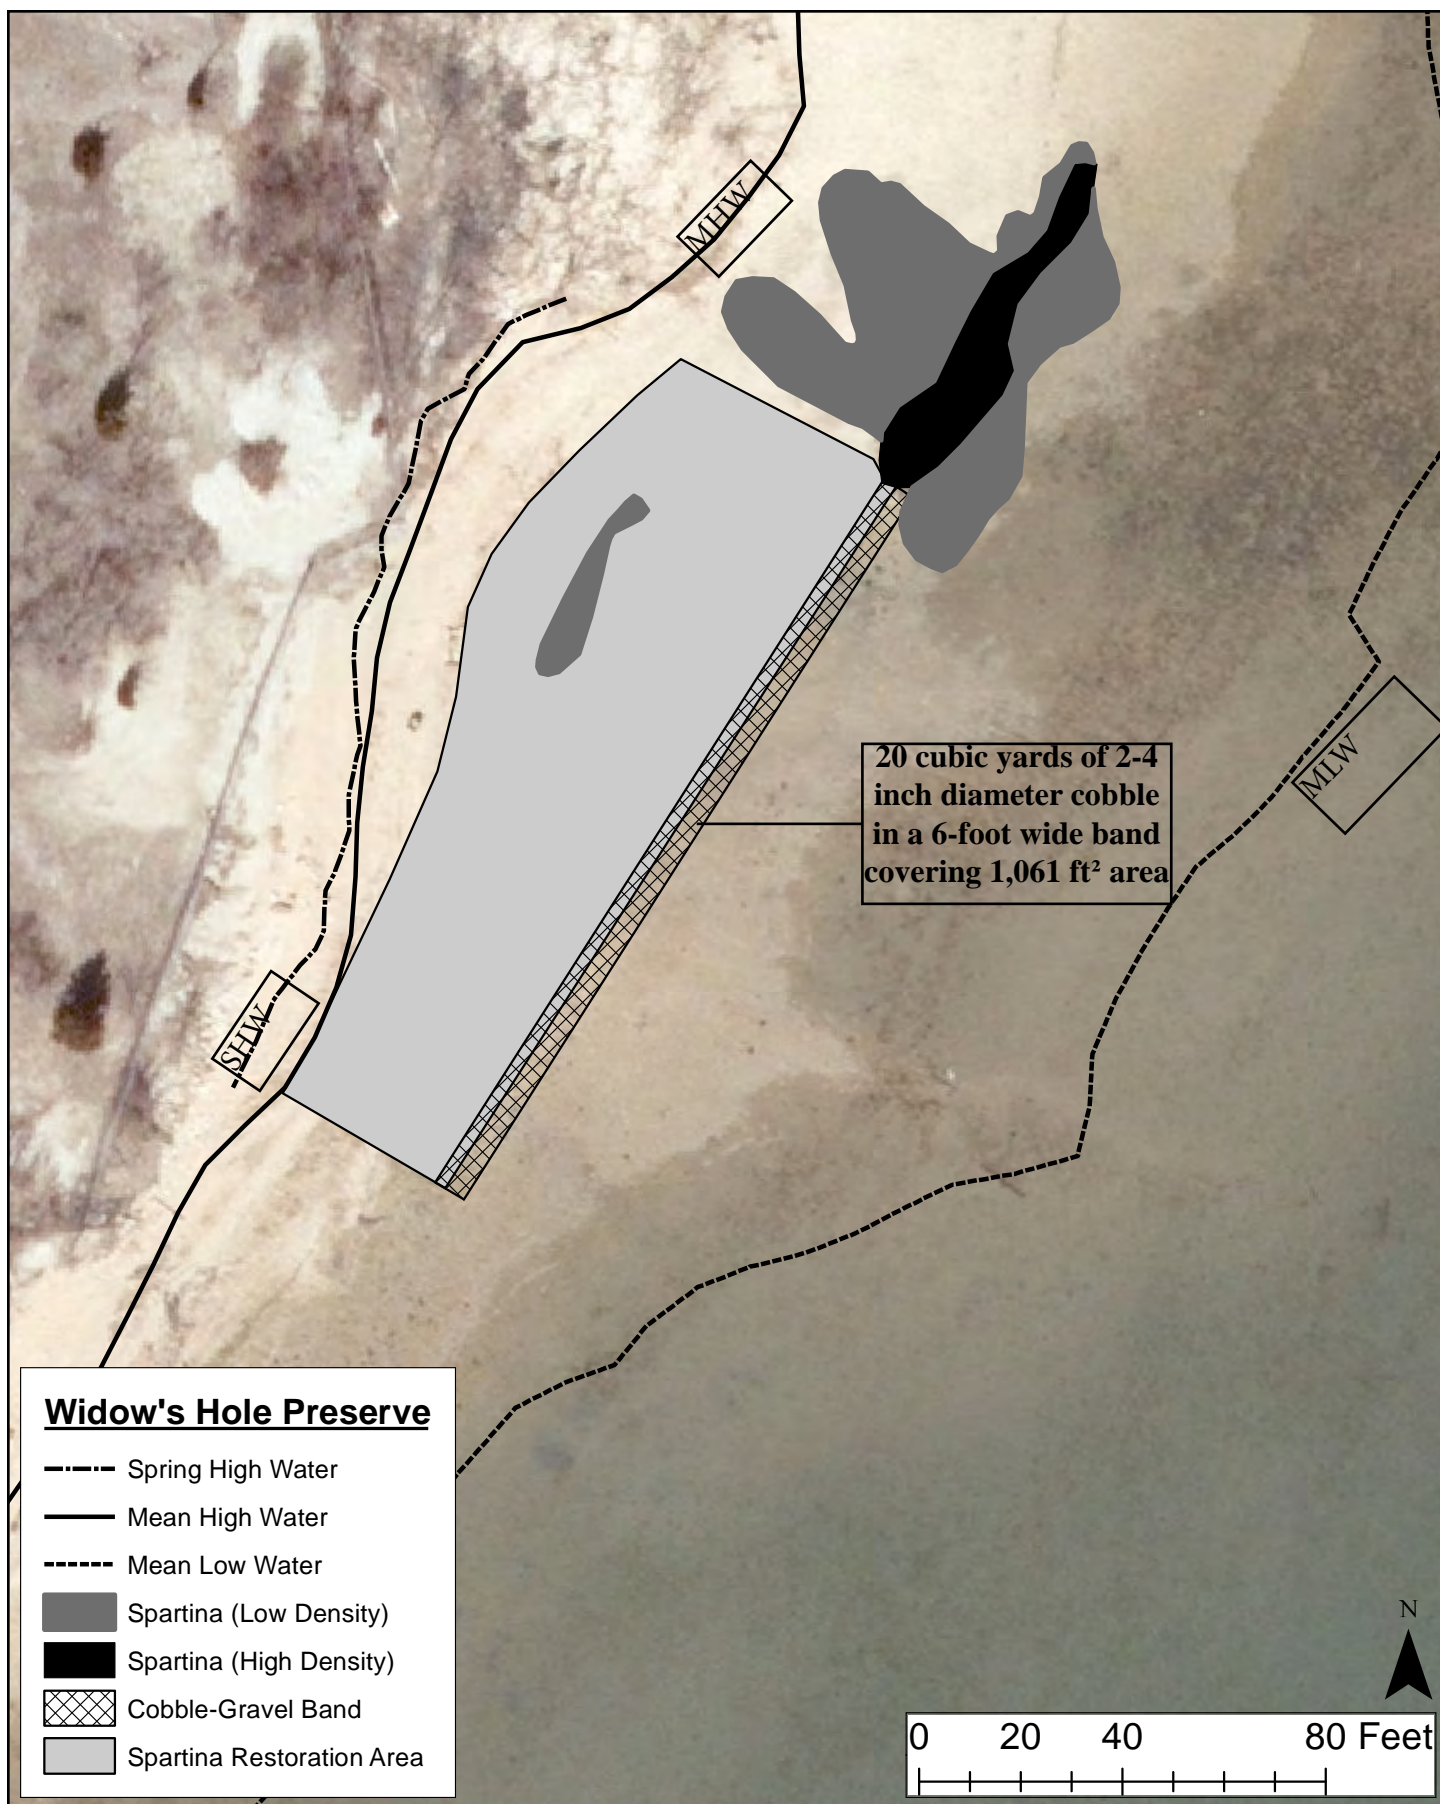 MHW
20 cubic yards of 2-4
inch diameter cobble
in a 6-foot wide band
covering 1,061 ft² area
MLW
SHW
Widow's Hole Preserve
Spring High Water
Mean High Water
Mean Low Water
Spartina (Low Density)
Spartina (High Density)
Cobble-Gravel Band
Spartina Restoration Area
N
0 20 40 80 Feet